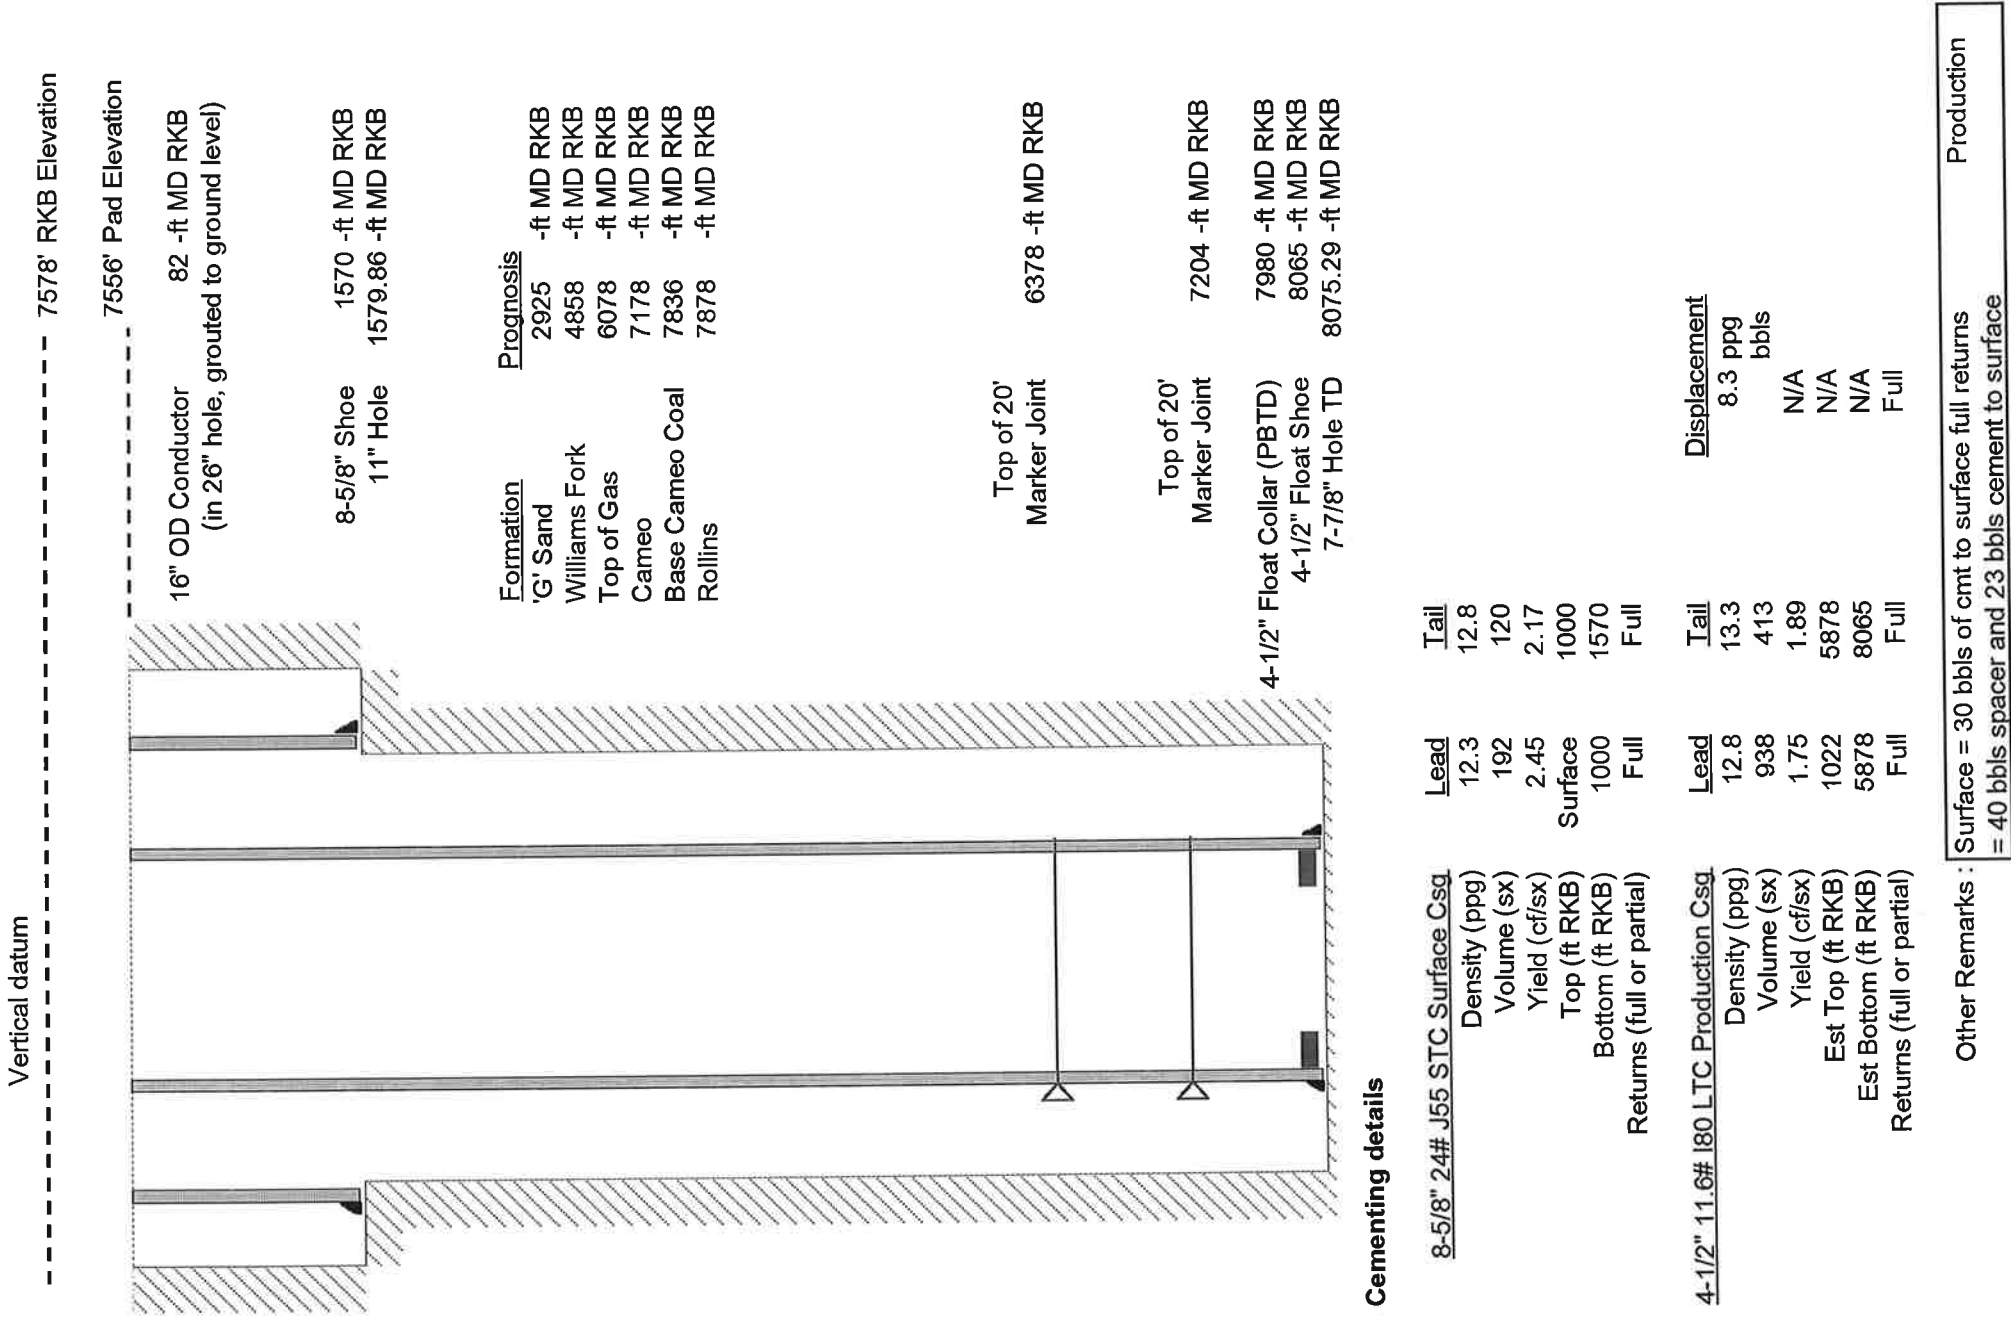 Vertical datum
7578' RKB Elevation
7556' Pad Elevation
16" OD Conductor 82 -ft MD RKB
(in 26" hole, grouted to ground level)
8-5/8" Shoe 1570 -ft MD RKB
11" Hole 1579.86 -ft MD RKB
Formation Prognosis
'G' Sand 2925 -ft MD RKB
Williams Fork 4858 -ft MD RKB
Top of Gas 6078 -ft MD RKB
Cameo 7178 -ft MD RKB
Base Cameo Coal 7836 -ft MD RKB
Rollins 7878 -ft MD RKB
Top of 20'
Marker Joint 6378 -ft MD RKB
Top of 20'
Marker Joint 7204 -ft MD RKB
4-1/2" Float Collar (PBTD) 7980 -ft MD RKB
4-1/2" Float Shoe 8065 -ft MD RKB
7-7/8" Hole TD 8075.29 -ft MD RKB
Cementing details
8-5/8" 24# J55 STC Surface Csg Lead Tail
Density (ppg) 12.3 12.8
Volume (sx) 192 120
Yield (cf/sx) 2.45 2.17
Top (ft RKB) Surface 1000
Bottom (ft RKB) 1000 1570
Returns (full or partial) Full Full
4-1/2" 11.6# I80 LTC Production Csg Lead Tail Displacement
Density (ppg) 12.8 13.3 8.3 ppg
Volume (sx) 938 413 bbls
Yield (cf/sx) 1.75 1.89 N/A
Est Top (ft RKB) 1022 5878 N/A
Est Bottom (ft RKB) 5878 8065 N/A
Returns (full or partial) Full Full Full
Other Remarks : Surface = 30 bbls of cmt to surface full returns Production
= 40 bbls spacer and 23 bbls cement to surface